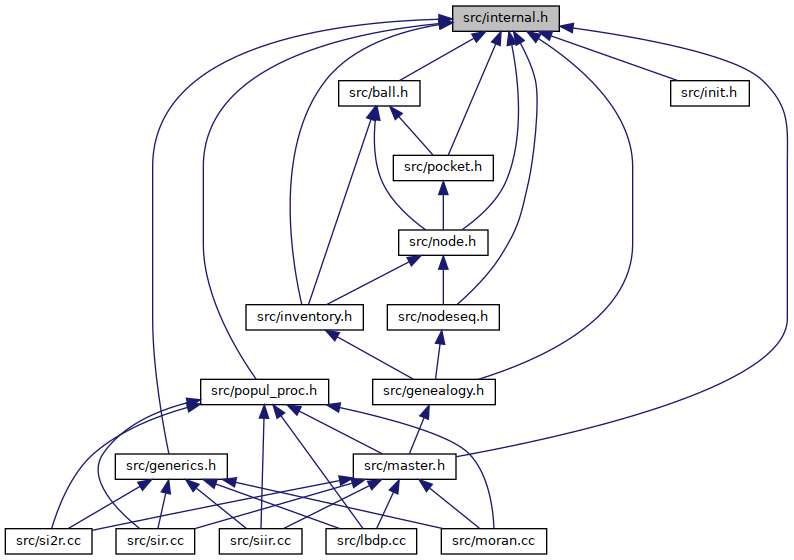 src/internal.h
src/ball.h
src/init.h
src/pocket.h
src/node.h
src/inventory.h
src/nodeseq.h
src/popul_proc.h
src/genealogy.h
src/generics.h
src/master.h
src/si2r.cc
src/sir.cc
src/siir.cc
src/lbdp.cc
src/moran.cc